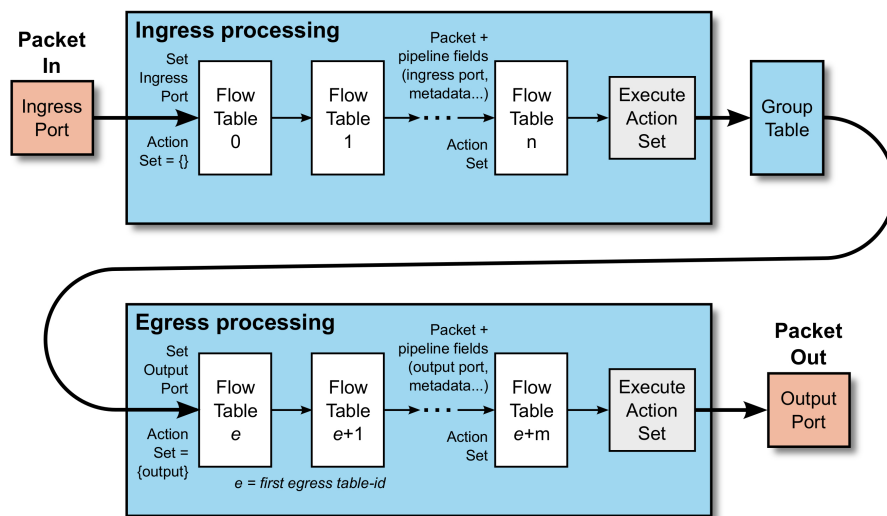 Packet
In
Ingress
Port
Ingress processing
Set
Ingress
Port
Action
Set = {}
Flow
Table
0
Flow
Table
1
Packet +
pipeline fields
(ingress port,
metadata...)
Action
Set
Flow
Table
n
Execute
Action
Set
Group
Table
Egress processing
Set
Output
Port
Action
Set =
{output}
Flow
Table
e
Flow
Table
e+1
e = first egress table-id
Packet +
pipeline fields
(output port,
metadata...)
Action
Set
Flow
Table
e+m
Execute
Action
Set
Packet
Out
Output
Port